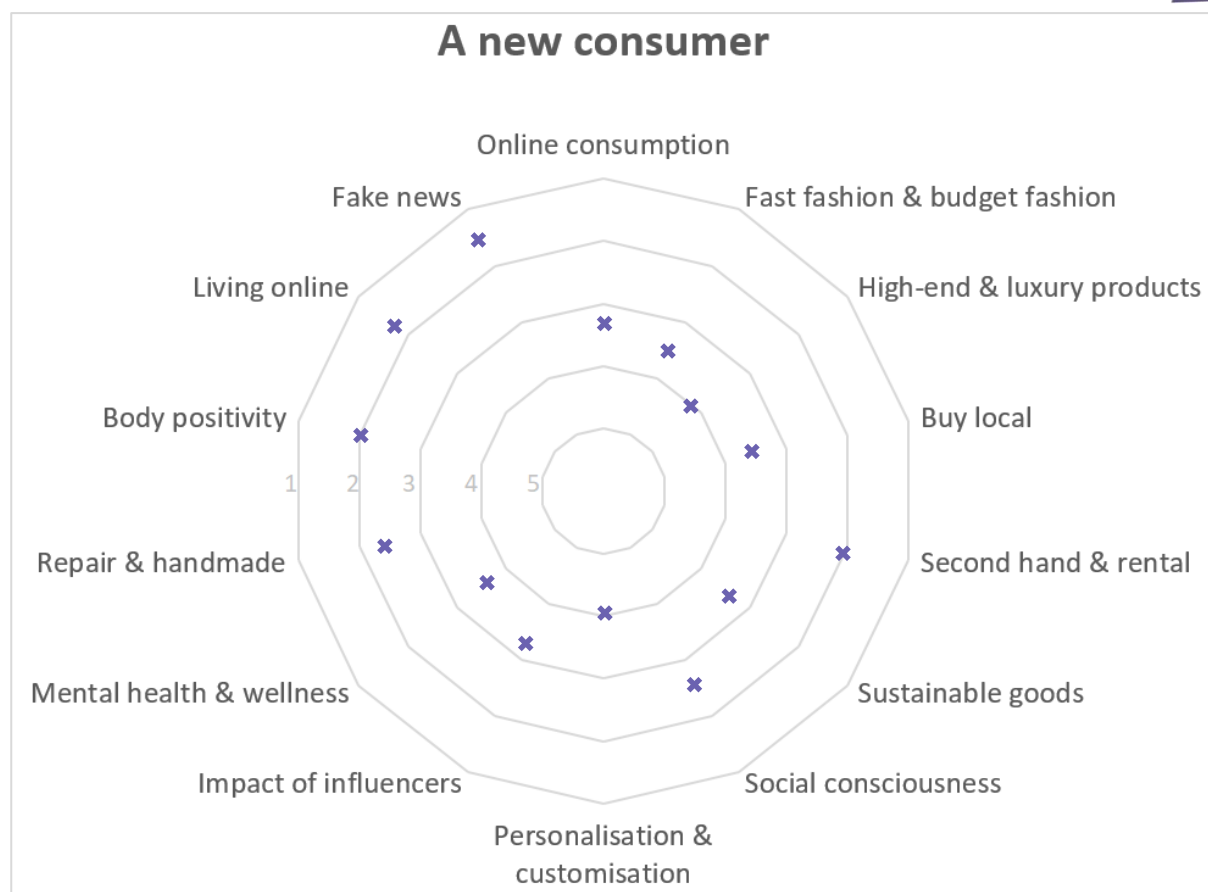 A new consumer
Online consumption
Fake news
Fast fashion & budget fashion
Living online
High-end & luxury products
Body positivity
Buy local
1 2 3 4 5
Repair & handmade
Second hand & rental
Mental health & wellness
Sustainable goods
Impact of influencers
Social consciousness
Personalisation &
customisation